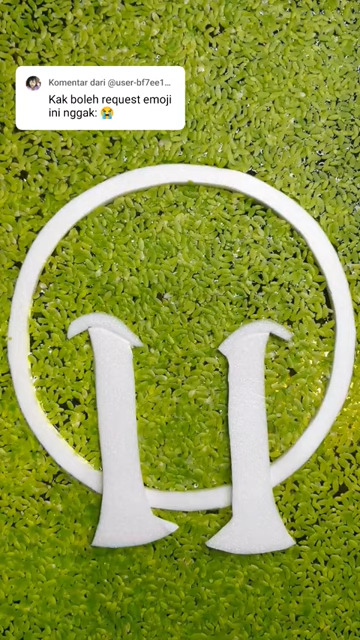 Komentar dari @user-bf7ee1...
Kak boleh request emoji
ini nggak: 😭